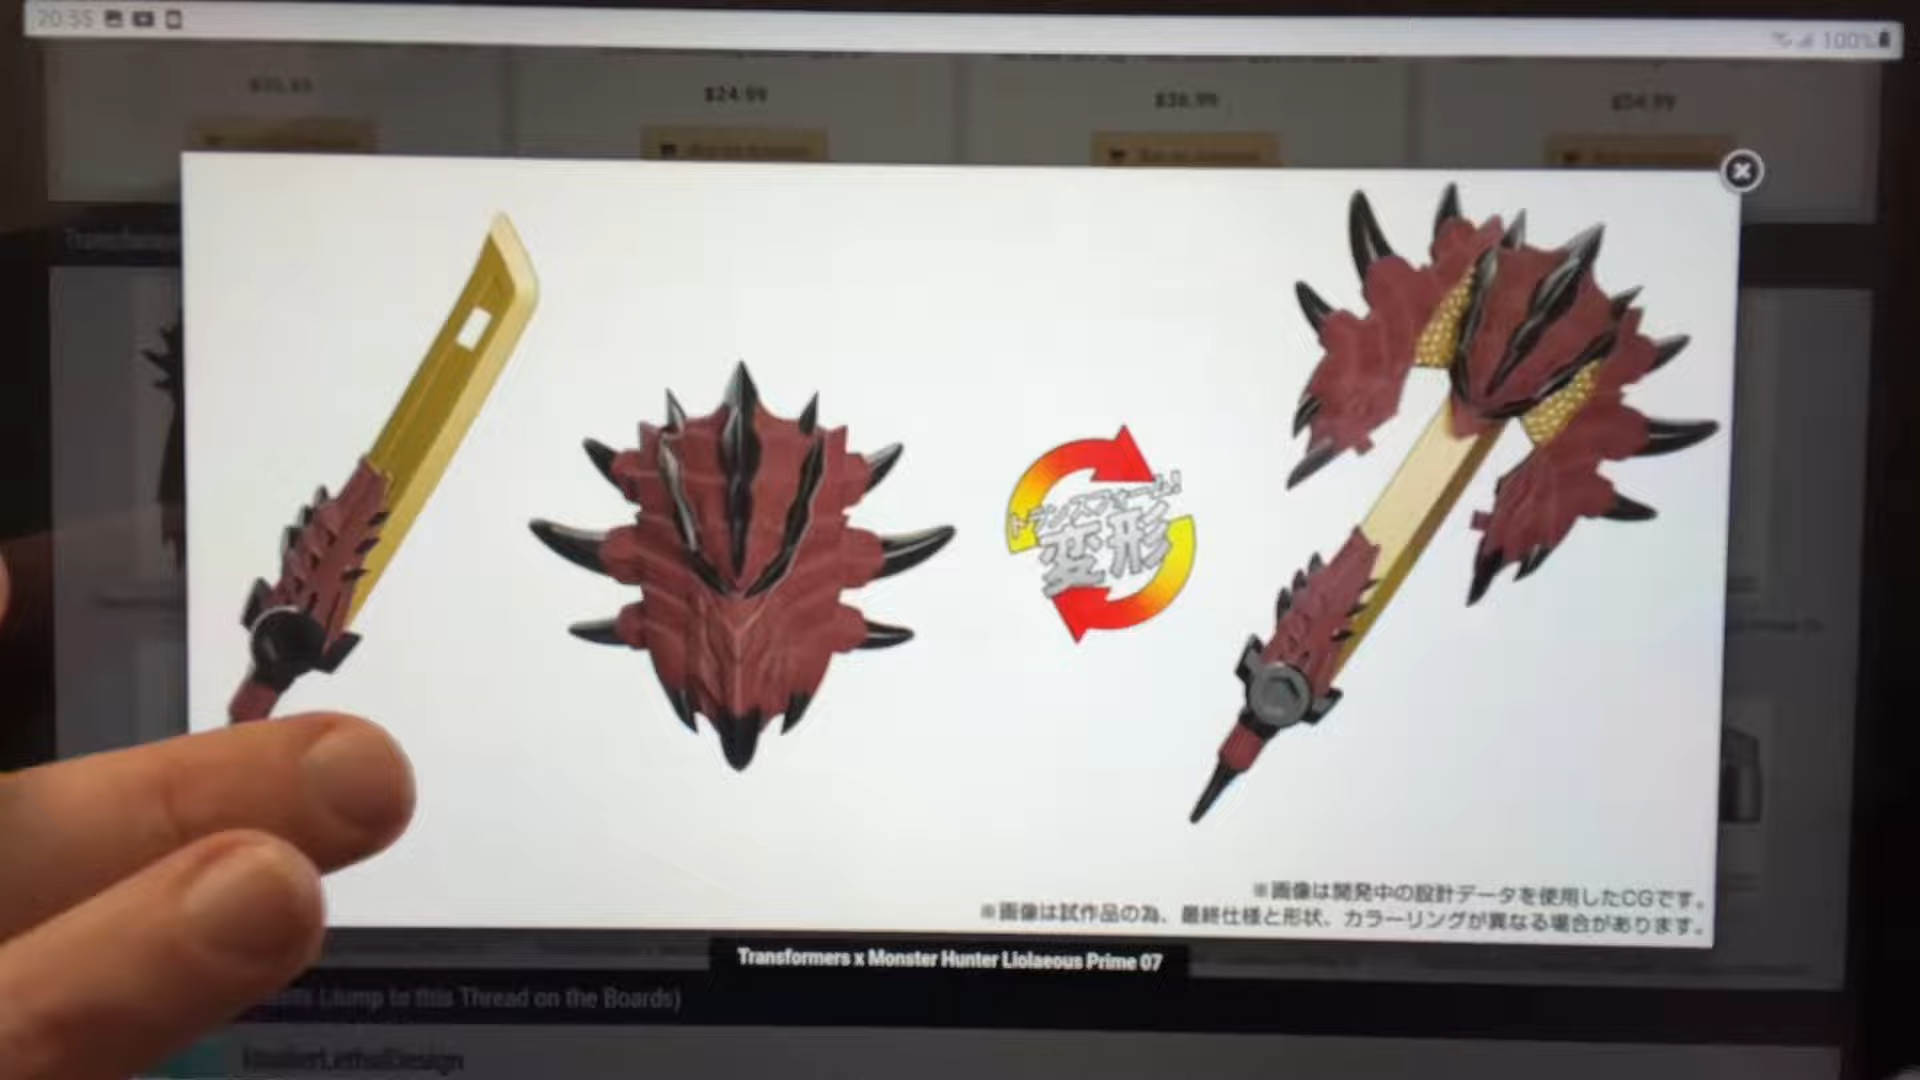 20:55
100%
$24.99
$36.99
$54.99
トランスフォーム!
変形
※画像は開発中の設計データを使用したCGです。
※画像は試作品の為、最終仕様と形状、カラーリングが異なる場合があります。
Transformers x Monster Hunter Liolaeous Prime 07
(Jump to this Thread on the Boards)